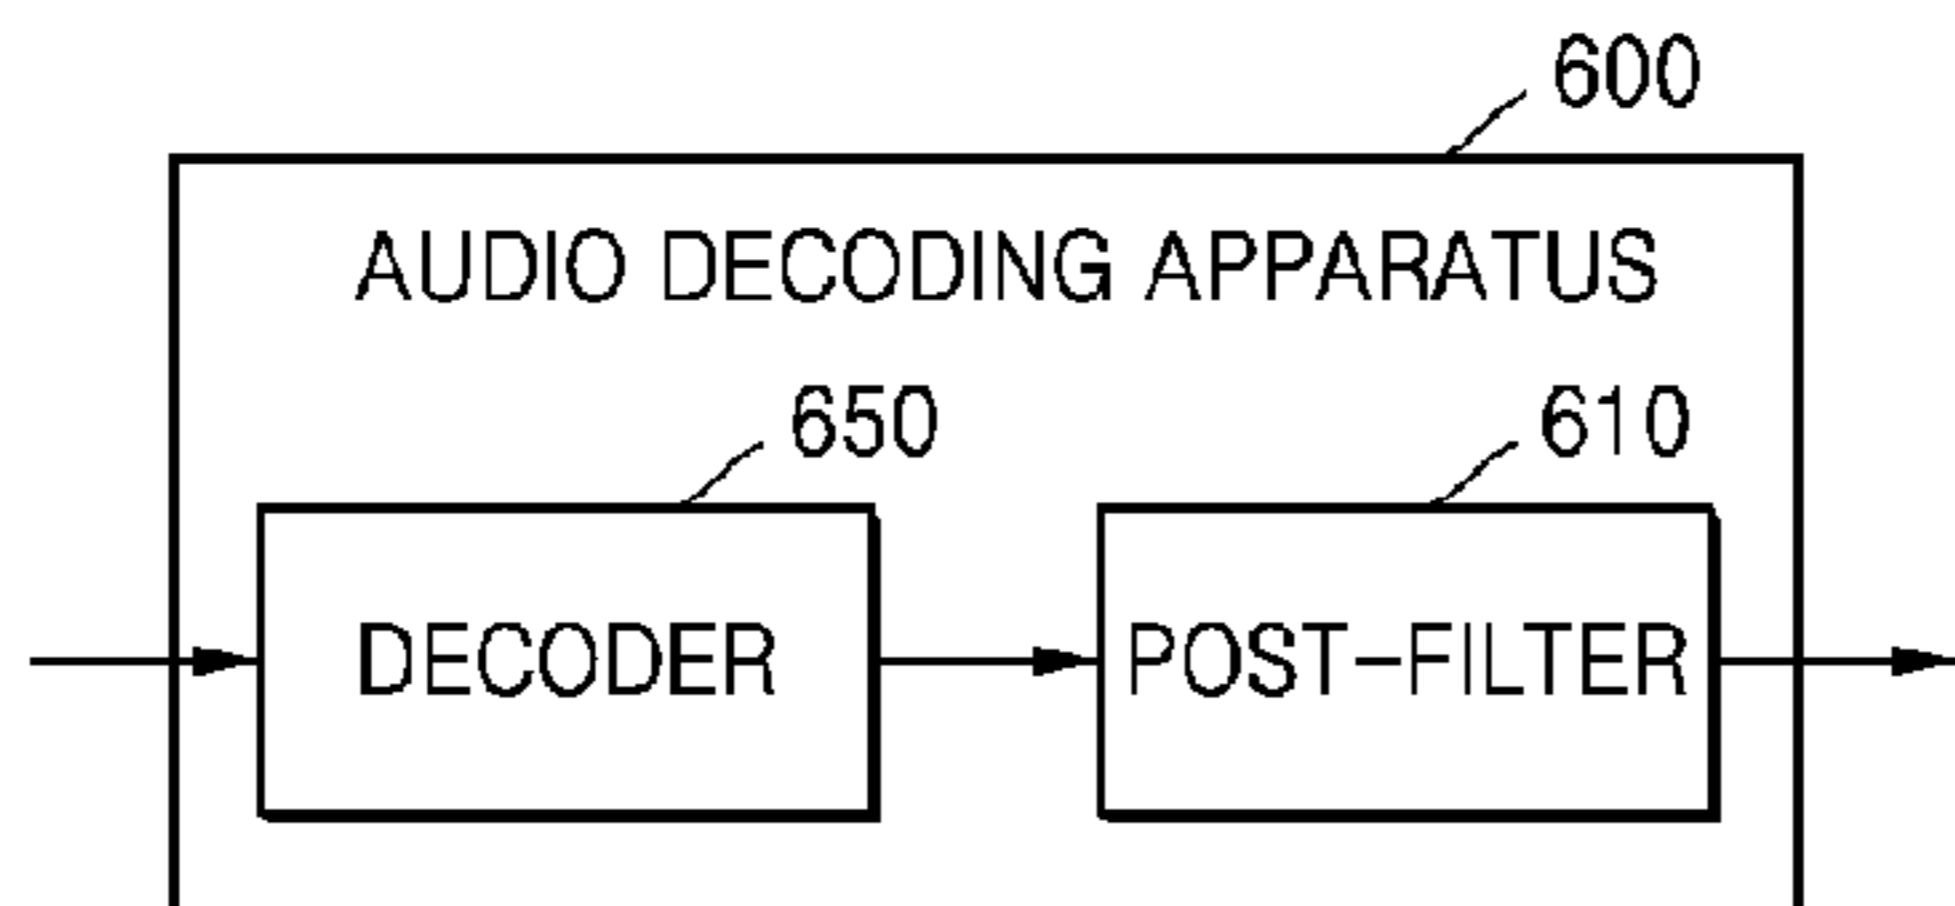 600
AUDIO DECODING APPARATUS
650
610
DECODER
POST-FILTER